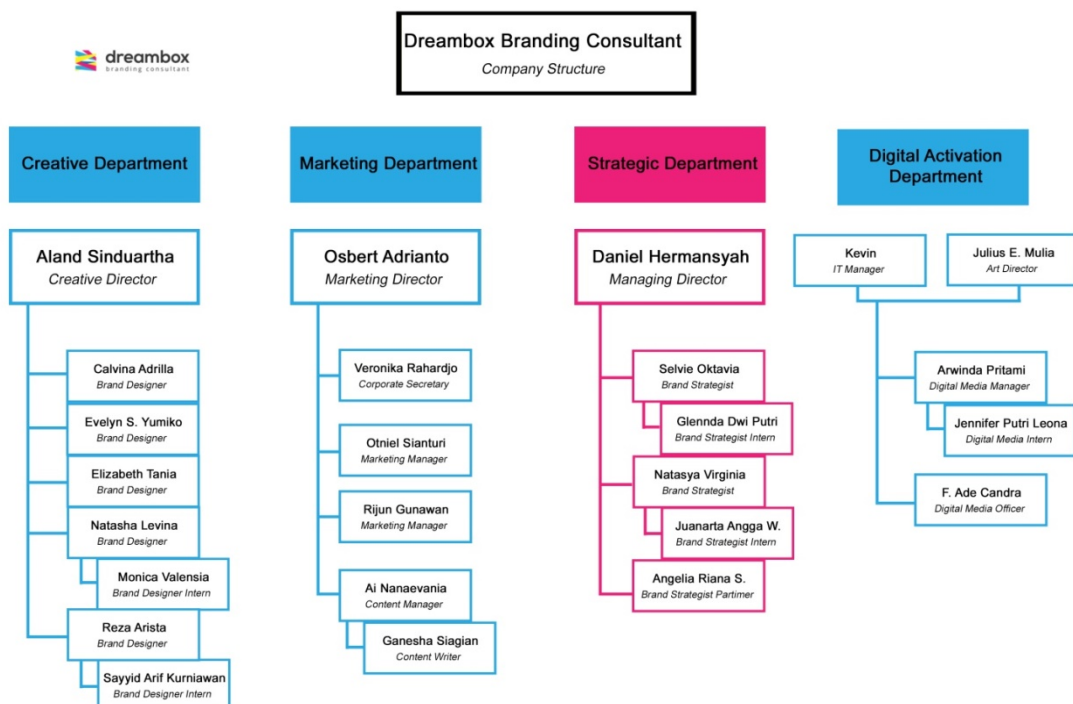 dreambox
branding consultant
Dreambox Branding Consultant
Company Structure
Creative Department
Aland Sinduartha
Creative Director
Calvina Adrilla
Brand Designer
Evelyn S. Yumiko
Brand Designer
Elizabeth Tania
Brand Designer
Natasha Levina
Brand Designer
Monica Valensia
Brand Designer Intern
Reza Arista
Brand Designer
Sayyid Arif Kurniawan
Brand Designer Intern
Marketing Department
Osbert Adrianto
Marketing Director
Veronika Rahardjo
Corporate Secretary
Otniel Sianturi
Marketing Manager
Rijun Gunawan
Marketing Manager
Ai Nanaevania
Content Manager
Ganesha Siagian
Content Writer
Strategic Department
Daniel Hermansyah
Managing Director
Selvie Oktavia
Brand Strategist
Glennda Dwi Putri
Brand Strategist Intern
Natasya Virginia
Brand Strategist
Juanarta Angga W.
Brand Strategist Intern
Angelia Riana S.
Brand Strategist Partimer
Digital Activation
Department
Kevin
IT Manager
Julius E. Mulia
Art Director
Arwinda Pritami
Digital Media Manager
Jennifer Putri Leona
Digital Media Intern
F. Ade Candra
Digital Media Officer